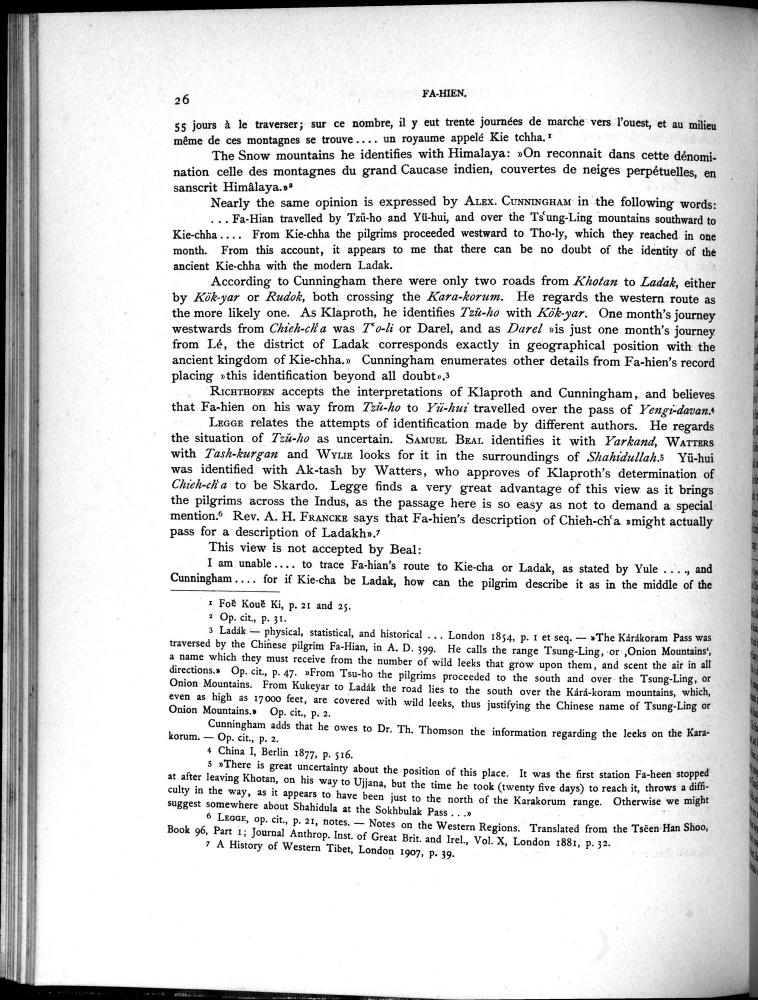 26
FA-HIEN.
55 jours à le traverser; sur ce nombre, il y eut trente journées de marche vers l'ouest, et au milieu
même de ces montagnes se trouve .... un royaume appelé Kie tchha.¹
The Snow mountains he identifies with Himalaya: »On reconnait dans cette dénomi-
nation celle des montagnes du grand Caucase indien, couvertes de neiges perpétuelles, en
sanscrit Himâlaya.»²
Nearly the same opinion is expressed by ALEX. CUNNINGHAM in the following words:
... Fa-Hian travelled by Tzŭ-ho and Yü-hui, and over the Ts'ung-Ling mountains southward to
Kie-chha .... From Kie-chha the pilgrims proceeded westward to Tho-ly, which they reached in one
month. From this account, it appears to me that there can be no doubt of the identity of the
ancient Kie-chha with the modern Ladak.
According to Cunningham there were only two roads from Khotan to Ladak, either
by Kök-yar or Rudok, both crossing the Kara-korum. He regards the western route as
the more likely one. As Klaproth, he identifies Tzŭ-ho with Kök-yar. One month's journey
westwards from Chieh-ch'a was T'o-li or Darel, and as Darel »is just one month's journey
from Lé, the district of Ladak corresponds exactly in geographical position with the
ancient kingdom of Kie-chha.» Cunningham enumerates other details from Fa-hien's record
placing »this identification beyond all doubt».³
RICHTHOFEN accepts the interpretations of Klaproth and Cunningham, and believes
that Fa-hien on his way from Tzŭ-ho to Yü-hui travelled over the pass of Yengi-davan.⁴
LEGGE relates the attempts of identification made by different authors. He regards
the situation of Tzŭ-ho as uncertain. SAMUEL BEAL identifies it with Yarkand, WATTERS
with Tash-kurgan and WYLIE looks for it in the surroundings of Shahidullah.⁵ Yü-hui
was identified with Ak-tash by Watters, who approves of Klaproth's determination of
Chieh-ch'a to be Skardo. Legge finds a very great advantage of this view as it brings
the pilgrims across the Indus, as the passage here is so easy as not to demand a special
mention.⁶ Rev. A. H. FRANCKE says that Fa-hien's description of Chieh-ch'a »might actually
pass for a description of Ladakh».⁷
This view is not accepted by Beal:
I am unable .... to trace Fa-hian's route to Kie-cha or Ladak, as stated by Yule ...., and
Cunningham .... for if Kie-cha be Ladak, how can the pilgrim describe it as in the middle of the
¹ Foĕ Kouĕ Ki, p. 21 and 25.
² Op. cit., p. 31.
³ Ladák — physical, statistical, and historical ... London 1854, p. 1 et seq. — »The Kárákoram Pass was
traversed by the Chinese pilgrim Fa-Hian, in A. D. 399. He calls the range Tsung-Ling, or ‚Onion Mountains‘,
a name which they must receive from the number of wild leeks that grow upon them, and scent the air in all
directions.» Op. cit., p. 47. »From Tsu-ho the pilgrims proceeded to the south and over the Tsung-Ling, or
Onion Mountains. From Kukeyar to Ladák the road lies to the south over the Kárá-koram mountains, which,
even as high as 17000 feet, are covered with wild leeks, thus justifying the Chinese name of Tsung-Ling or
Onion Mountains.» Op. cit., p. 2.
Cunningham adds that he owes to Dr. Th. Thomson the information regarding the leeks on the Kara-
korum. — Op. cit., p. 2.
⁴ China I, Berlin 1877, p. 516.
⁵ »There is great uncertainty about the position of this place. It was the first station Fa-heen stopped
at after leaving Khotan, on his way to Ujjana, but the time he took (twenty five days) to reach it, throws a diffi-
culty in the way, as it appears to have been just to the north of the Karakorum range. Otherwise we might
suggest somewhere about Shahidula at the Sokhbulak Pass ...»
⁶ LEGGE, op. cit., p. 21, notes. — Notes on the Western Regions. Translated from the Tsëen Han Shoo,
Book 96, Part 1; Journal Anthrop. Inst. of Great Brit. and Irel., Vol. X, London 1881, p. 32.
⁷ A History of Western Tibet, London 1907, p. 39.